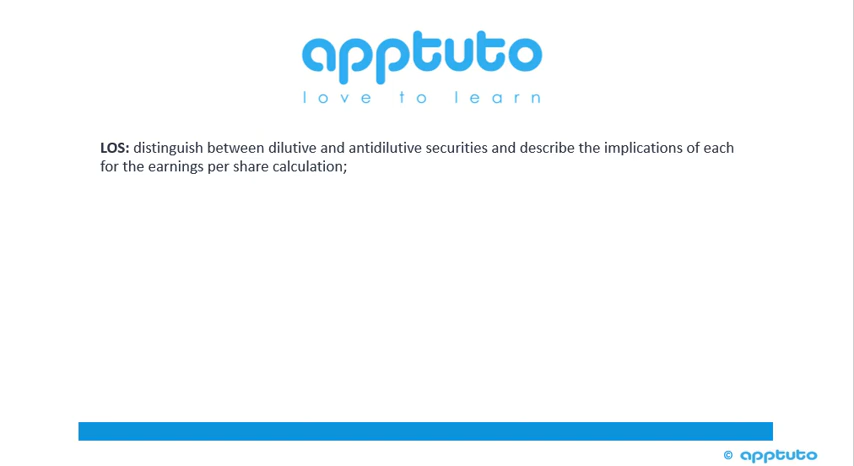 apptuto
love to learn
LOS: distinguish between dilutive and antidilutive securities and describe the implications of each
for the earnings per share calculation;
© apptuto